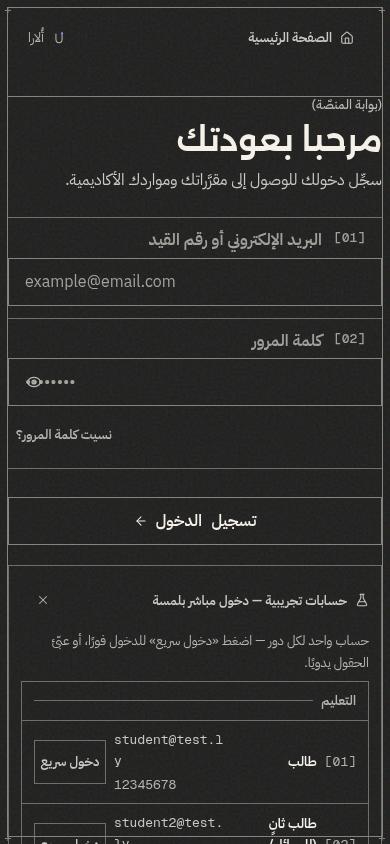 الصفحة الرئيسية
ألارا
(بوابة المنصّة)
مرحبا بعودتك
سجِّل دخولك للوصول إلى مقرّراتك ومواردك الأكاديمية.
[01] البريد الإلكتروني أو رقم القيد
example@email.com
[02] كلمة المرور
نسيت كلمة المرور؟
تسجيل الدخول ←
حسابات تجريبية — دخول مباشر بلمسة ×
حساب واحد لكل دور — اضغط «دخول سريع» للدخول فورًا، أو عبّئ
الحقول يدويًا.
التعليم
[01] طالب
student@test.l
y
12345678
دخول سريع
طالب ثانٍ
student2@test.